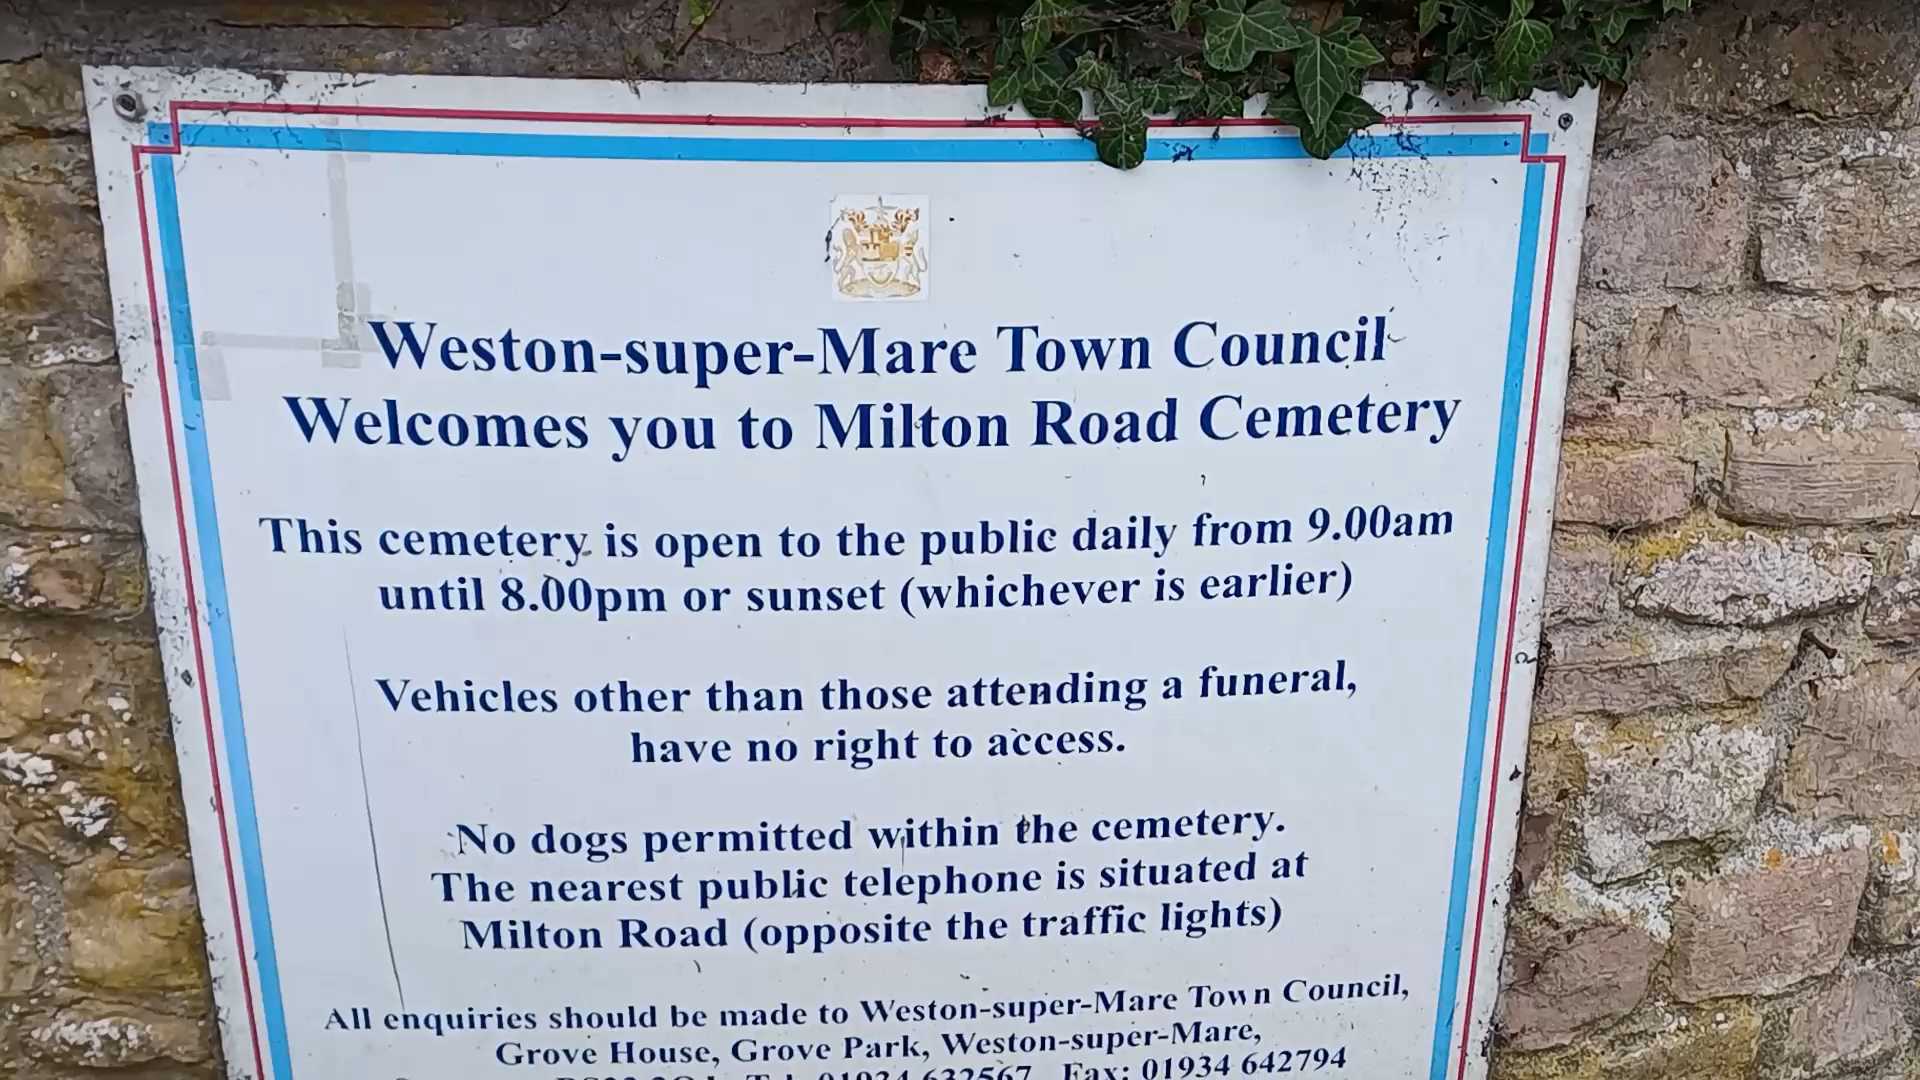 Weston-super-Mare Town Council
Welcomes you to Milton Road Cemetery
This cemetery is open to the public daily from 9.00am
until 8.00pm or sunset (whichever is earlier)
Vehicles other than those attending a funeral,
have no right to access.
No dogs permitted within the cemetery.
The nearest public telephone is situated at
Milton Road (opposite the traffic lights)
All enquiries should be made to Weston-super-Mare Town Council,
Grove House, Grove Park, Weston-super-Mare,
Tel: 01934 632567 Fax: 01934 642794